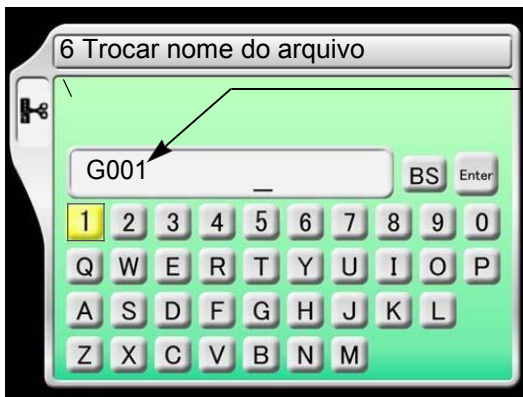 6 Trocar nome do arquivo
\
G001 _
BS Enter
1 2 3 4 5 6 7 8 9 0
Q W E R T Y U I O P
A S D F G H J K L
Z X C V B N M